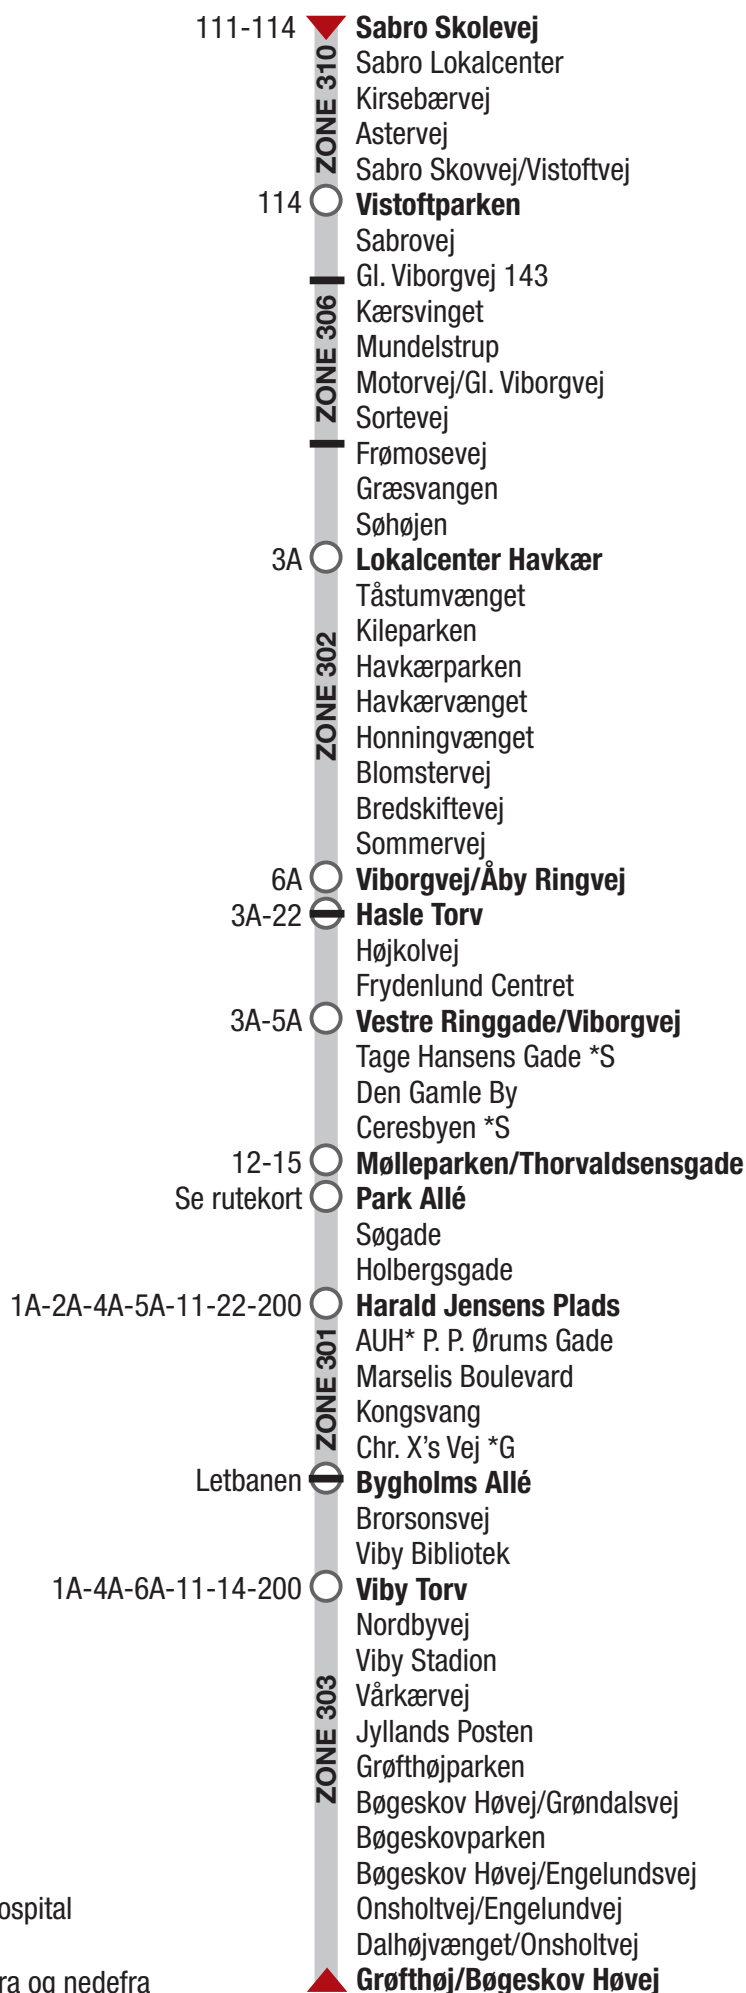 111-114 Sabro Skolevej
ZONE 310
Sabro Lokalcenter
Kirsebærvej
Astervej
Sabro Skovvej/Vistoftvej
114 Vistoftparken
Sabrovej
Gl. Viborgvej 143
ZONE 306
Kærsvinget
Mundelstrup
Motorvej/Gl. Viborgvej
Sortevej
Frømosevej
Græsvangen
Søhøjen
3A Lokalcenter Havkær
Tåstumvænget
ZONE 302
Kileparken
Havkærparken
Havkærvænget
Honningvænget
Blomstervej
Bredskiftevej
Sommervej
6A Viborgvej/Åby Ringvej
3A-22 Hasle Torv
Højkolvej
Frydenlund Centret
3A-5A Vestre Ringgade/Viborgvej
Tage Hansens Gade *S
Den Gamle By
Ceresbyen *S
12-15 Mølleparken/Thorvaldsensgade
Se rutekort Park Allé
Søgade
Holbergsgade
1A-2A-4A-5A-11-22-200 Harald Jensens Plads
ZONE 301
AUH* P. P. Ørums Gade
Marselis Boulevard
Kongsvang
Chr. X's Vej *G
Letbanen Bygholms Allé
Brorsonsvej
Viby Bibliotek
1A-4A-6A-11-14-200 Viby Torv
Nordbyvej
Viby Stadion
ZONE 303
Vårkærvej
Jyllands Posten
Grøfthøjparken
Bøgeskov Høvej/Grøndalsvej
Bøgeskovparken
Bøgeskov Høvej/Engelundsvej
ospital Onsholtvej/Engelundvej
Dalhøjvænget/Onsholtvej
ra og nedefra Grøfthøj/Bøgeskov Høvej